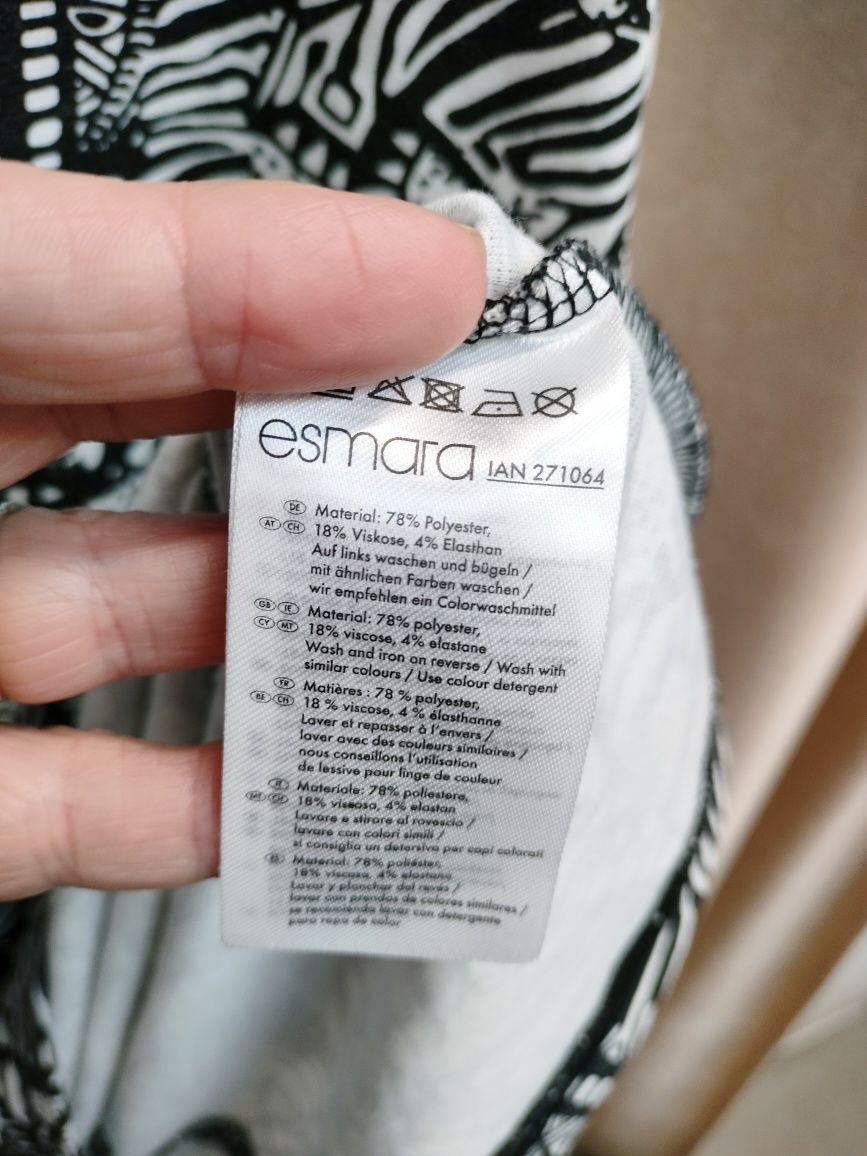 esmara IAN 271064
DE Material: 78% Polyester,
AT CH 18% Viskose, 4% Elasthan
Auf links waschen und bügeln /
mit ähnlichen Farben waschen /
wir empfehlen ein Colorwaschmittel
GB IE Material: 78% polyester,
CY MT 18% viscose, 4% elastane
Wash and iron on reverse / Wash with
similar colours / Use colour detergent
FR Matières : 78 % polyester,
BE CH 18 % viscose, 4 % élasthanne
Laver et repasser à l'envers /
laver avec des couleurs similaires /
nous conseillons l'utilisation
de lessive pour linge de couleur
IT Materiale: 78% poliestere,
MT CH 18% viscosa, 4% elastan
Lavare e stirare al rovescio /
lavare con colori simili /
si consiglia un detersivo per capi colorati
ES Material: 78% poliéster,
18% viscosa, 4% elastano
Lavar y planchar del revés /
lavar con prendas de colores similares /
se recomienda lavar con detergente
para ropa de color